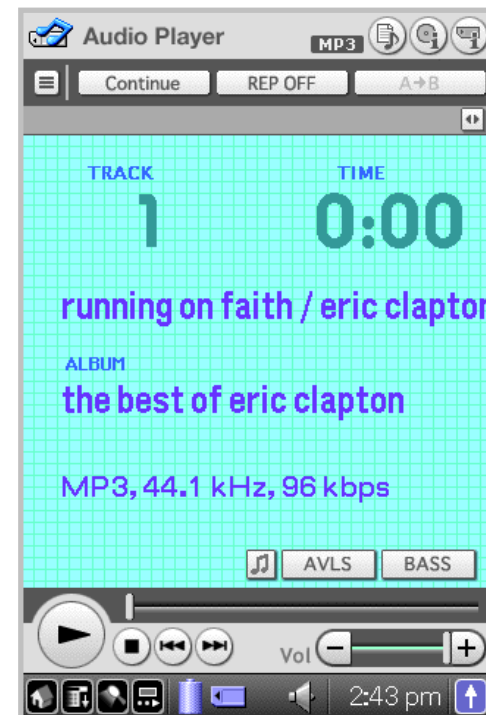 Audio Player
MP3
Continue REP OFF A→B
TRACK TIME
1 0:00
running on faith / eric clapton
ALBUM
the best of eric clapton
MP3, 44.1 kHz, 96 kbps
AVLS BASS
Vol
2:43 pm